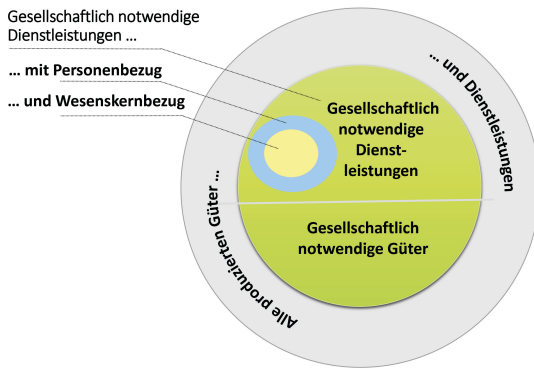 Gesellschaftlich notwendige
Dienstleistungen ...
... mit Personenbezug
... und Wesenskernbezug
Gesellschaftlich
notwendige
Dienst-
leistungen
Gesellschaftlich
notwendige Güter
Alle produzierten Güter ...
... und Dienstleistungen